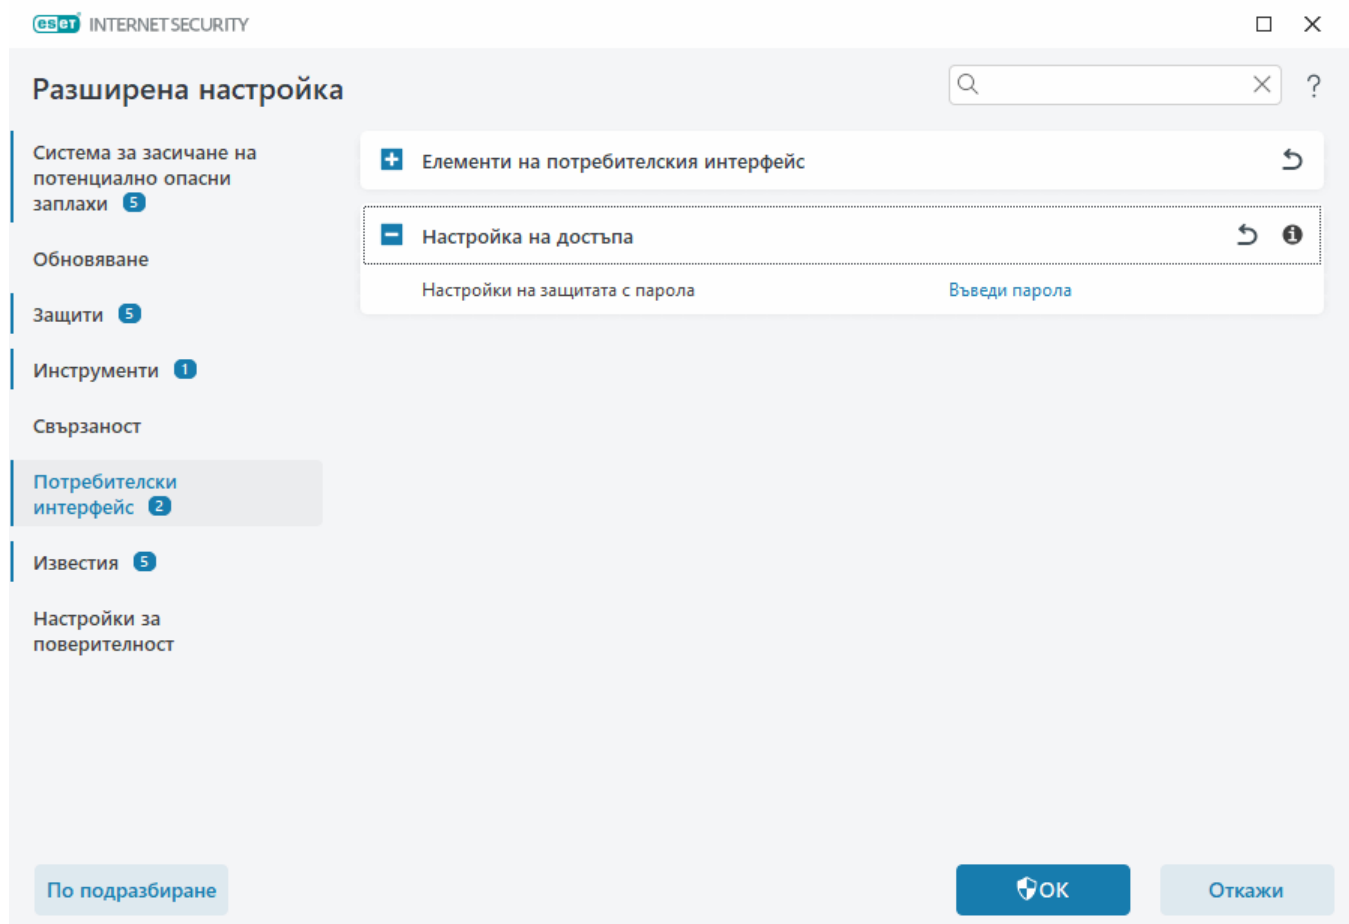 eset INTERNET SECURITY
Разширена настройка
?
Система за засичане на
потенциално опасни
заплахи 5
Обновяване
Защити 5
Инструменти 1
Свързаност
Потребителски
интерфейс 2
Известия 5
Настройки за
поверителност
Елементи на потребителския интерфейс
Настройка на достъпа
Настройки на защитата с парола Въведи парола
По подразбиране
ОК
Откажи